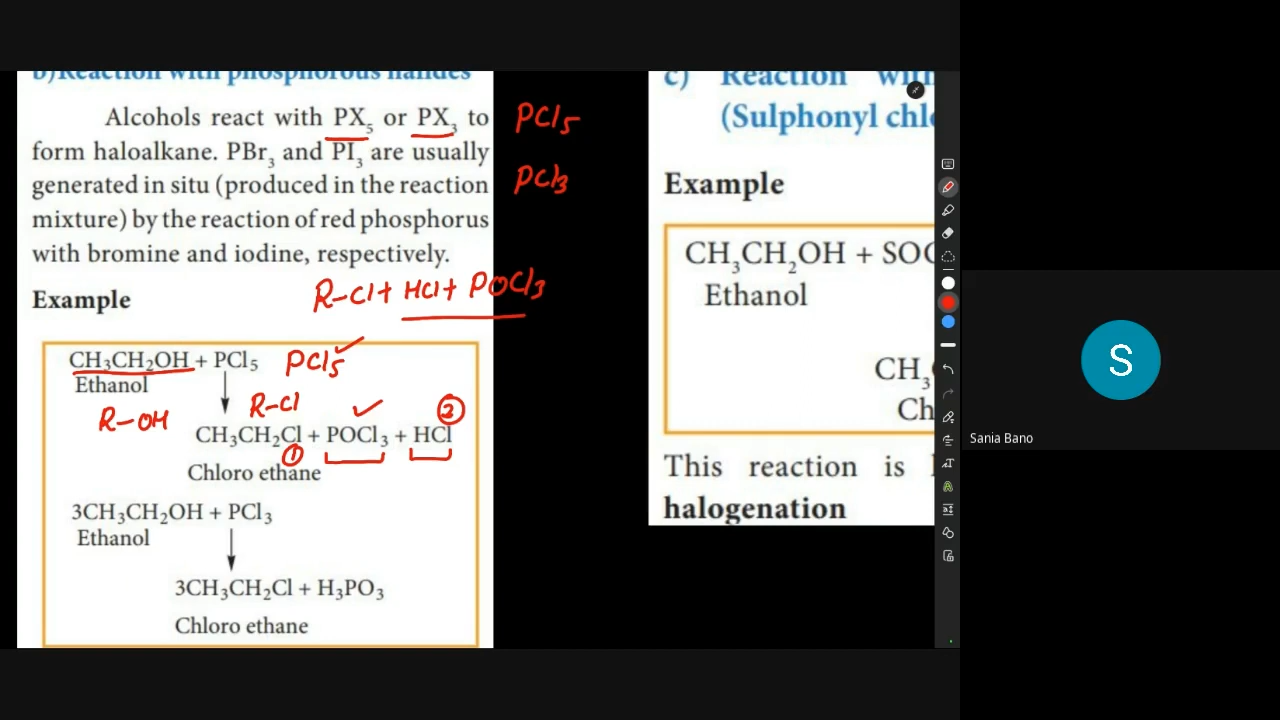 b)Reaction with phosphorous halides
Alcohols react with PX₅ or PX₃ to
form haloalkane. PBr₃ and PI₃ are usually
generated in situ (produced in the reaction
mixture) by the reaction of red phosphorus
with bromine and iodine, respectively.
PCl₅
PCl₃
Example
R-Cl + HCl + POCl₃
CH₃CH₂OH + PCl₅
PCl₅
Ethanol
R-OH
R-Cl
②
CH₃CH₂Cl + POCl₃ + HCl
①
Chloro ethane
3CH₃CH₂OH + PCl₃
Ethanol
3CH₃CH₂Cl + H₃PO₃
Chloro ethane
c) Reaction
(Sulphonyl
Example
CH₃CH₂OH + SO
Ethanol
CH₃
Ch
This reaction is
halogenation
S
Sania Bano